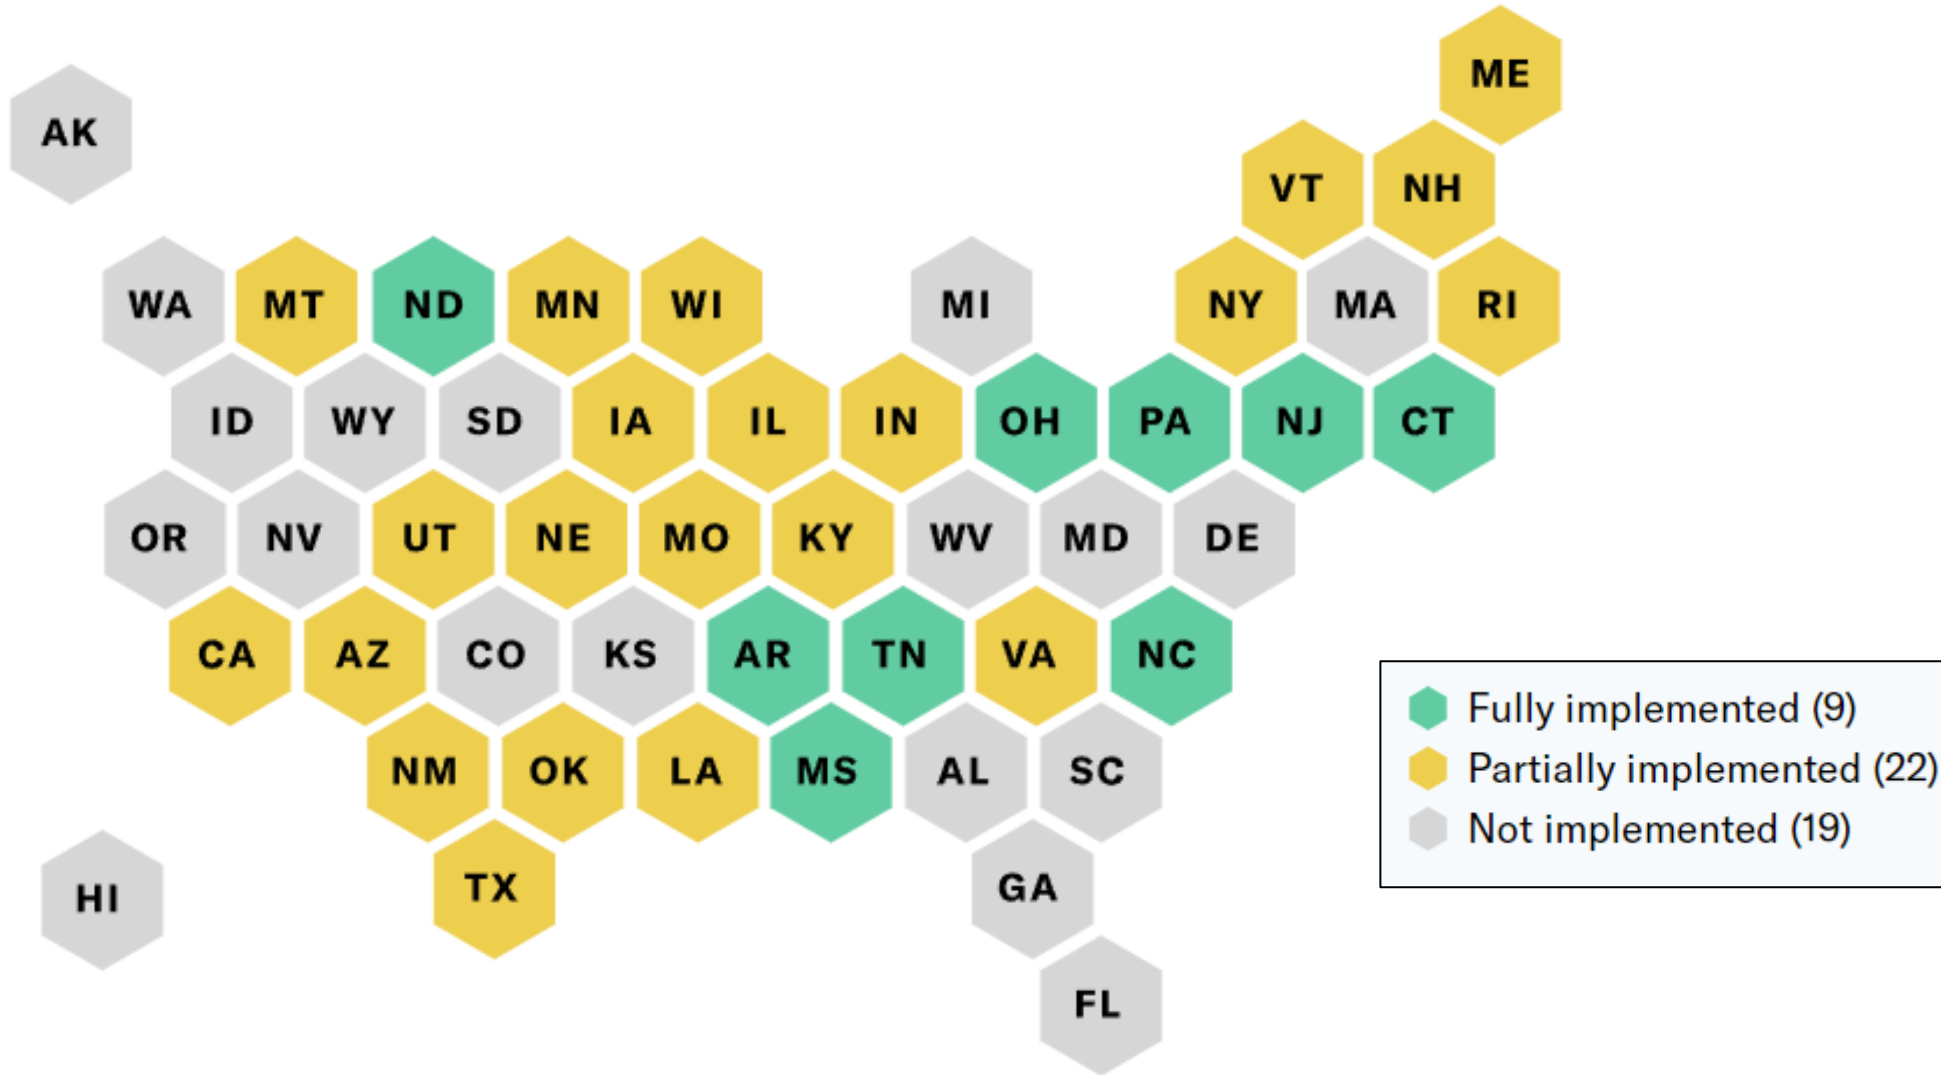 ME
AK
VT NH
WA MT ND MN WI MI NY MA RI
ID WY SD IA IL IN OH PA NJ CT
OR NV UT NE MO KY WV MD DE
CA AZ CO KS AR TN VA NC
NM OK LA MS AL SC
TX GA
HI
FL
Fully implemented (9)
Partially implemented (22)
Not implemented (19)